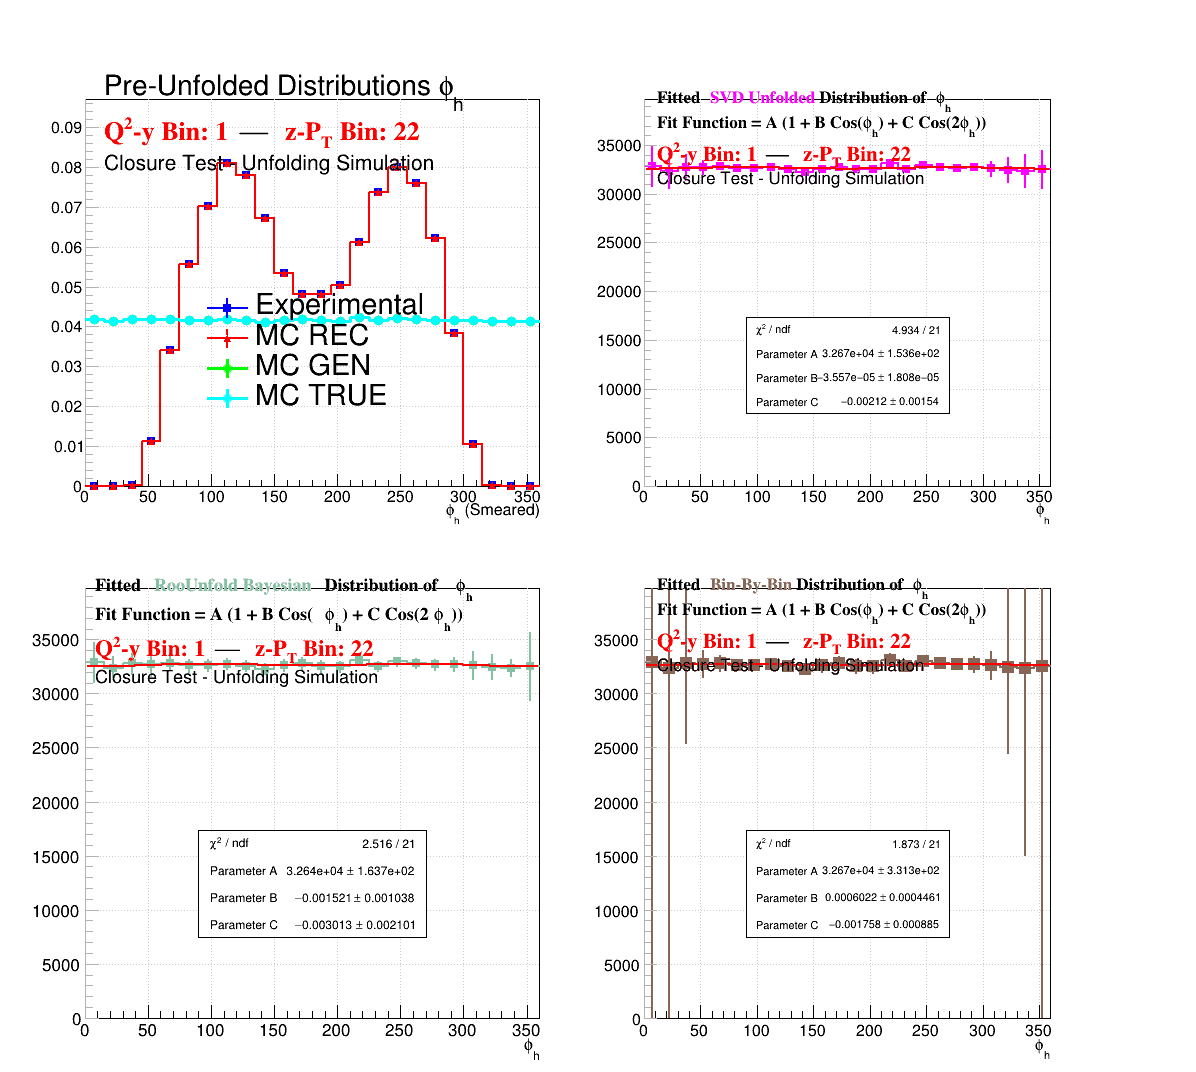 Pre-Unfolded Distributions ϕh
Q2-y Bin: 1 — z-PT Bin: 22
Closure Test - Unfolding Simulation
0.09
0.08
0.07
0.06
0.05
0.04
0.03
0.02
0.01
0
Experimental
MC REC
MC GEN
MC TRUE
0 50 100 150 200 250 300 350
ϕh (Smeared)
Fitted SVD Unfolded Distribution of ϕh
Fit Function = A (1 + B Cos(ϕh) + C Cos(2ϕh))
Q2-y Bin: 1 — z-PT Bin: 22
Closure Test - Unfolding Simulation
35000
30000
25000
20000
15000
10000
5000
0
χ2 / ndf 4.934 / 21
Parameter A 3.267e+04 ± 1.536e+02
Parameter B −3.557e−05 ± 1.808e−05
Parameter C −0.00212 ± 0.00154
0 50 100 150 200 250 300 350
ϕh
Fitted RooUnfold Bayesian Distribution of ϕh
Fit Function = A (1 + B Cos( ϕh) + C Cos(2 ϕh))
Q2-y Bin: 1 — z-PT Bin: 22
Closure Test - Unfolding Simulation
35000
30000
25000
20000
15000
10000
5000
0
χ2 / ndf 2.516 / 21
Parameter A 3.264e+04 ± 1.637e+02
Parameter B −0.001521 ± 0.001038
Parameter C −0.003013 ± 0.002101
0 50 100 150 200 250 300 350
ϕh
Fitted Bin-By-Bin Distribution of ϕh
Fit Function = A (1 + B Cos(ϕh) + C Cos(2ϕh))
Q2-y Bin: 1 — z-PT Bin: 22
Closure Test - Unfolding Simulation
35000
30000
25000
20000
15000
10000
5000
0
χ2 / ndf 1.873 / 21
Parameter A 3.267e+04 ± 3.313e+02
Parameter B 0.0006022 ± 0.0004461
Parameter C −0.001758 ± 0.000885
0 50 100 150 200 250 300 350
ϕh